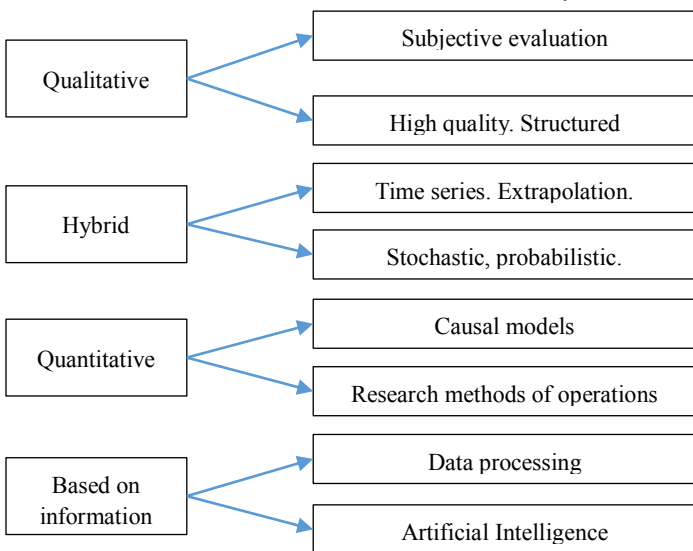 Qualitative
Subjective evaluation
High quality. Structured
Hybrid
Time series. Extrapolation.
Stochastic, probabilistic.
Quantitative
Causal models
Research methods of operations
Based on
information
Data processing
Artificial Intelligence